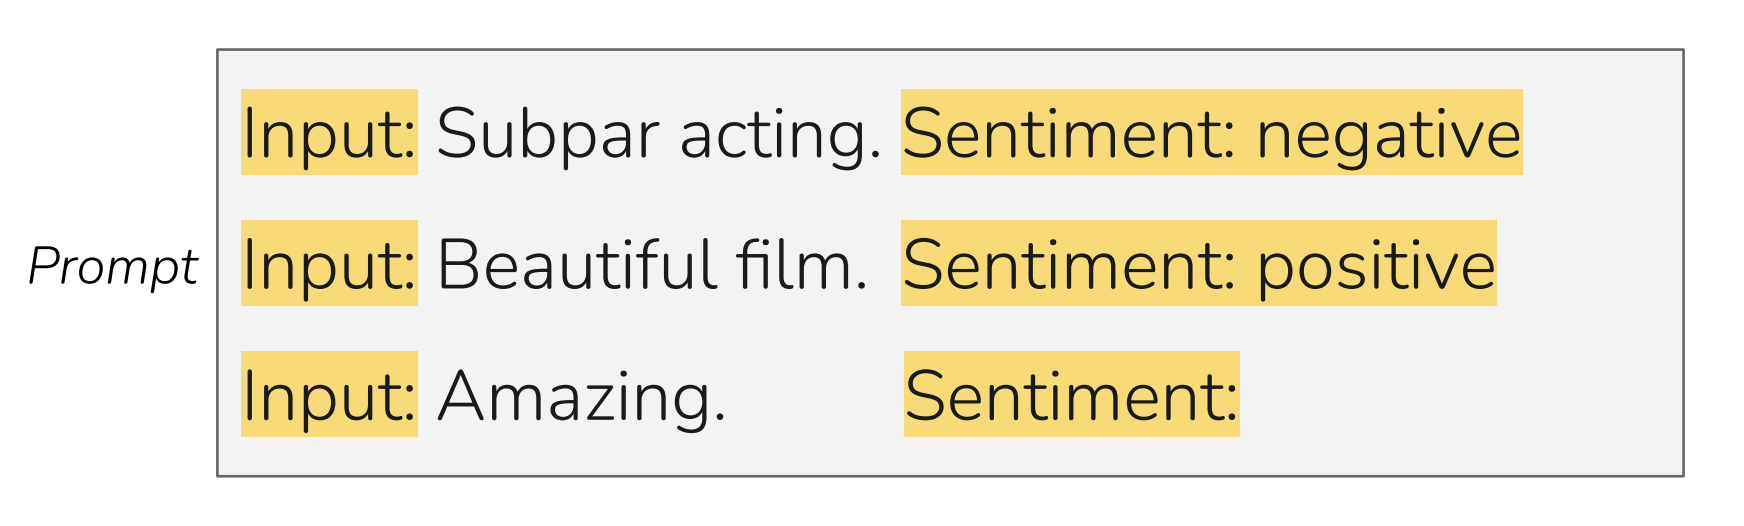 Input: Subpar acting. Sentiment: negative
Prompt
Input: Beautiful film. Sentiment: positive
Input: Amazing. Sentiment: